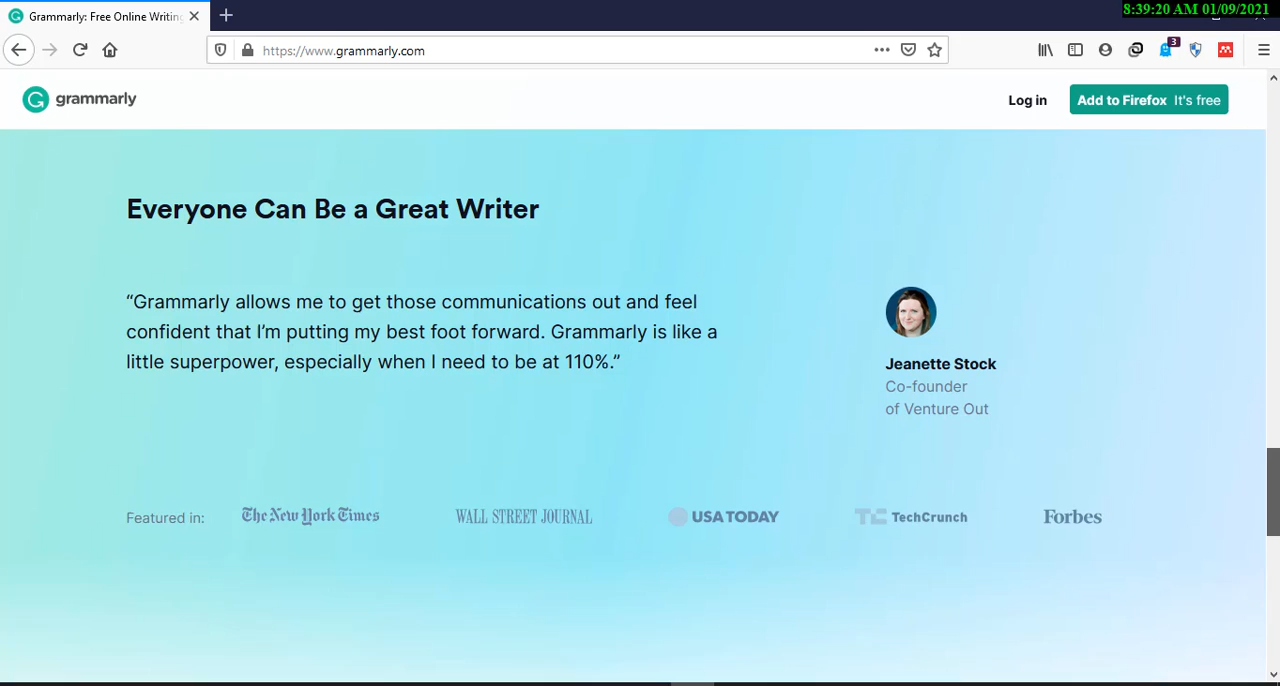 Grammarly: Free Online Writing
8:39:20 AM 01/09/2021
https://www.grammarly.com
3
grammarly
Log in
Add to Firefox It's free
Everyone Can Be a Great Writer
“Grammarly allows me to get those communications out and feel
confident that I’m putting my best foot forward. Grammarly is like a
little superpower, especially when I need to be at 110%.”
Jeanette Stock
Co-founder
of Venture Out
Featured in:
The New York Times
WALL STREET JOURNAL
USA TODAY
TC TechCrunch
Forbes